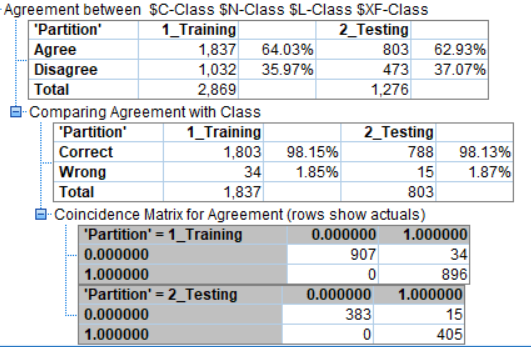 Agreement between $C-Class $N-Class $L-Class $XF-Class
'Partition' 1_Training 2_Testing
Agree 1,837 64.03% 803 62.93%
Disagree 1,032 35.97% 473 37.07%
Total 2,869 1,276
Comparing Agreement with Class
'Partition' 1_Training 2_Testing
Correct 1,803 98.15% 788 98.13%
Wrong 34 1.85% 15 1.87%
Total 1,837 803
Coincidence Matrix for Agreement (rows show actuals)
'Partition' = 1_Training 0.000000 1.000000
0.000000 907 34
1.000000 0 896
'Partition' = 2_Testing 0.000000 1.000000
0.000000 383 15
1.000000 0 405